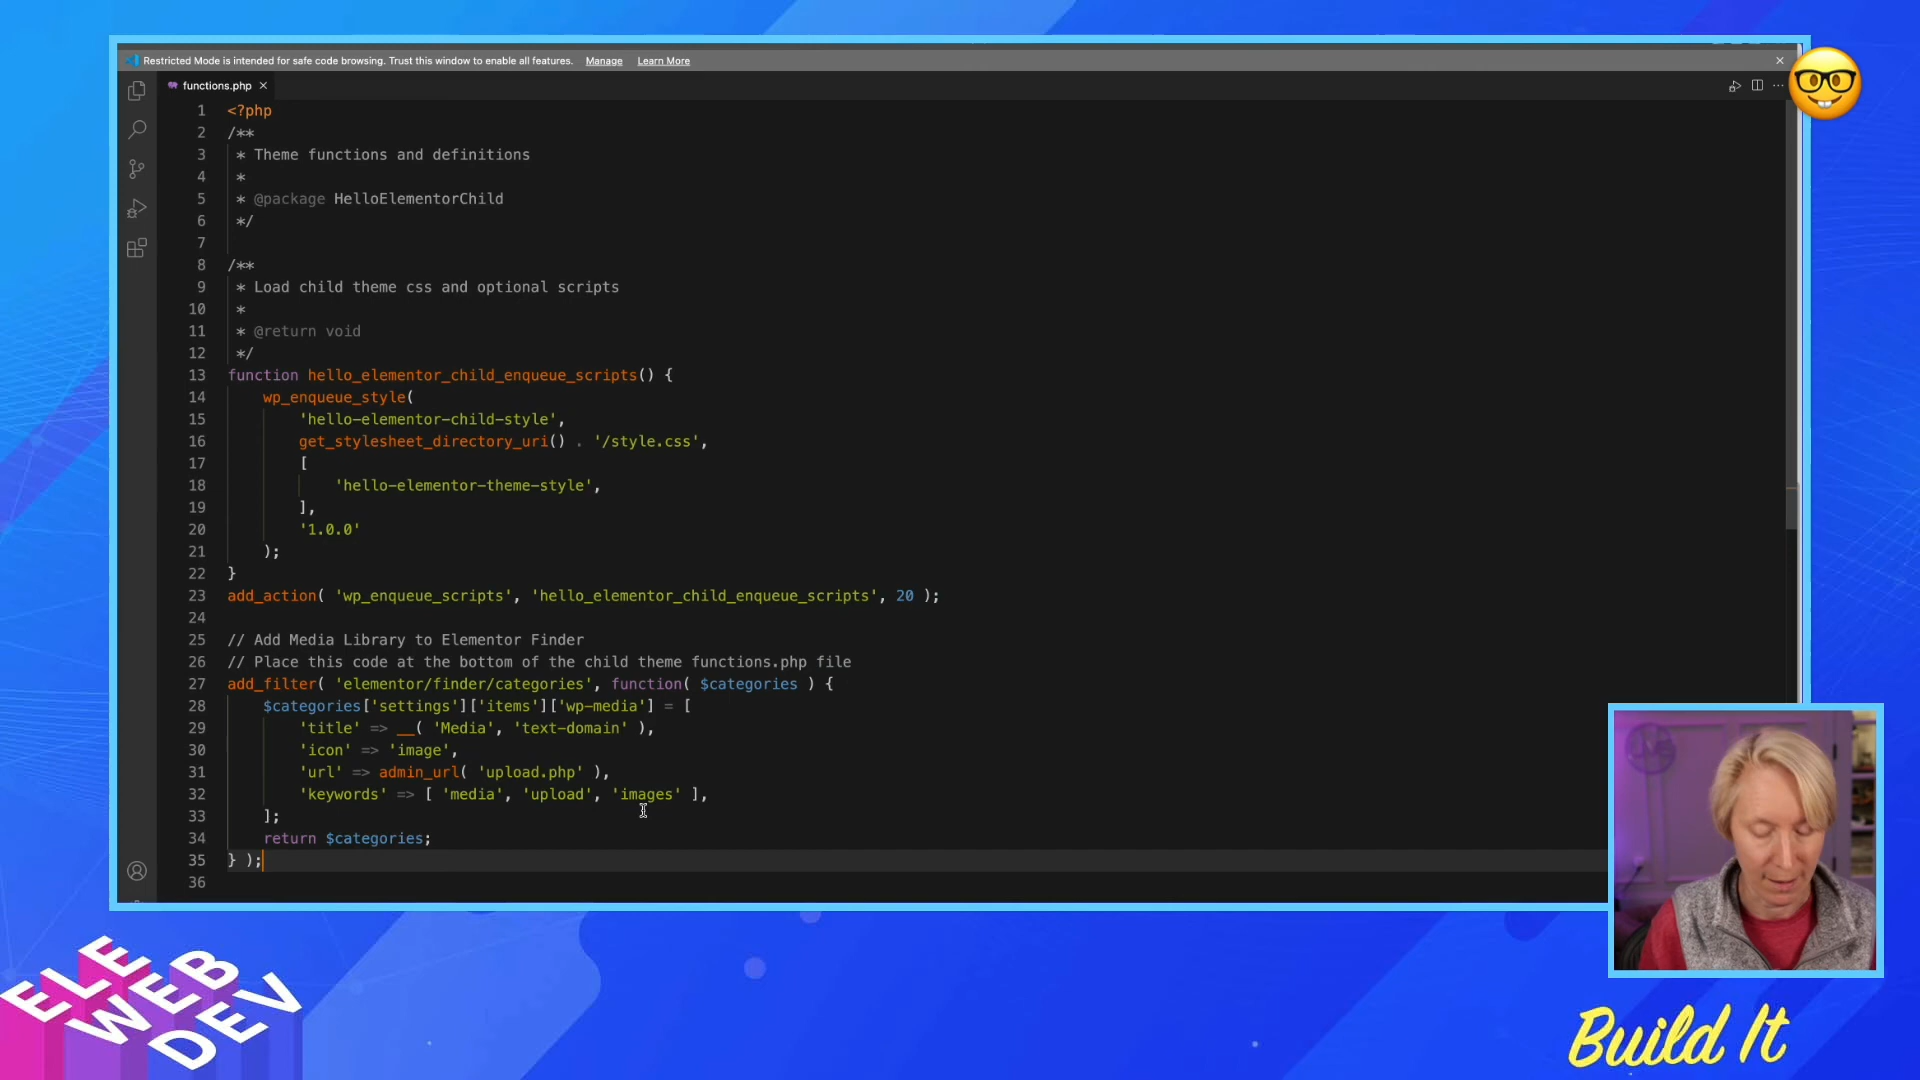 Restricted Mode is intended for safe code browsing. Trust this window to enable all features. Manage Learn More
functions.php
1 <?php
2 /**
3 * Theme functions and definitions
4 *
5 * @package HelloElementorChild
6 */
7
8 /**
9 * Load child theme css and optional scripts
10 *
11 * @return void
12 */
13 function hello_elementor_child_enqueue_scripts() {
14 wp_enqueue_style(
15 'hello-elementor-child-style',
16 get_stylesheet_directory_uri() . '/style.css',
17 [
18 'hello-elementor-theme-style',
19 ],
20 '1.0.0'
21 );
22 }
23 add_action( 'wp_enqueue_scripts', 'hello_elementor_child_enqueue_scripts', 20 );
24
25 // Add Media Library to Elementor Finder
26 // Place this code at the bottom of the child theme functions.php file
27 add_filter( 'elementor/finder/categories', function( $categories ) {
28 $categories['settings']['items']['wp-media'] = [
29 'title' => __( 'Media', 'text-domain' ),
30 'icon' => 'image',
31 'url' => admin_url( 'upload.php' ),
32 'keywords' => [ 'media', 'upload', 'images' ],
33 ];
34 return $categories;
35 } );
36
ELE
WEB
DEV
Build It